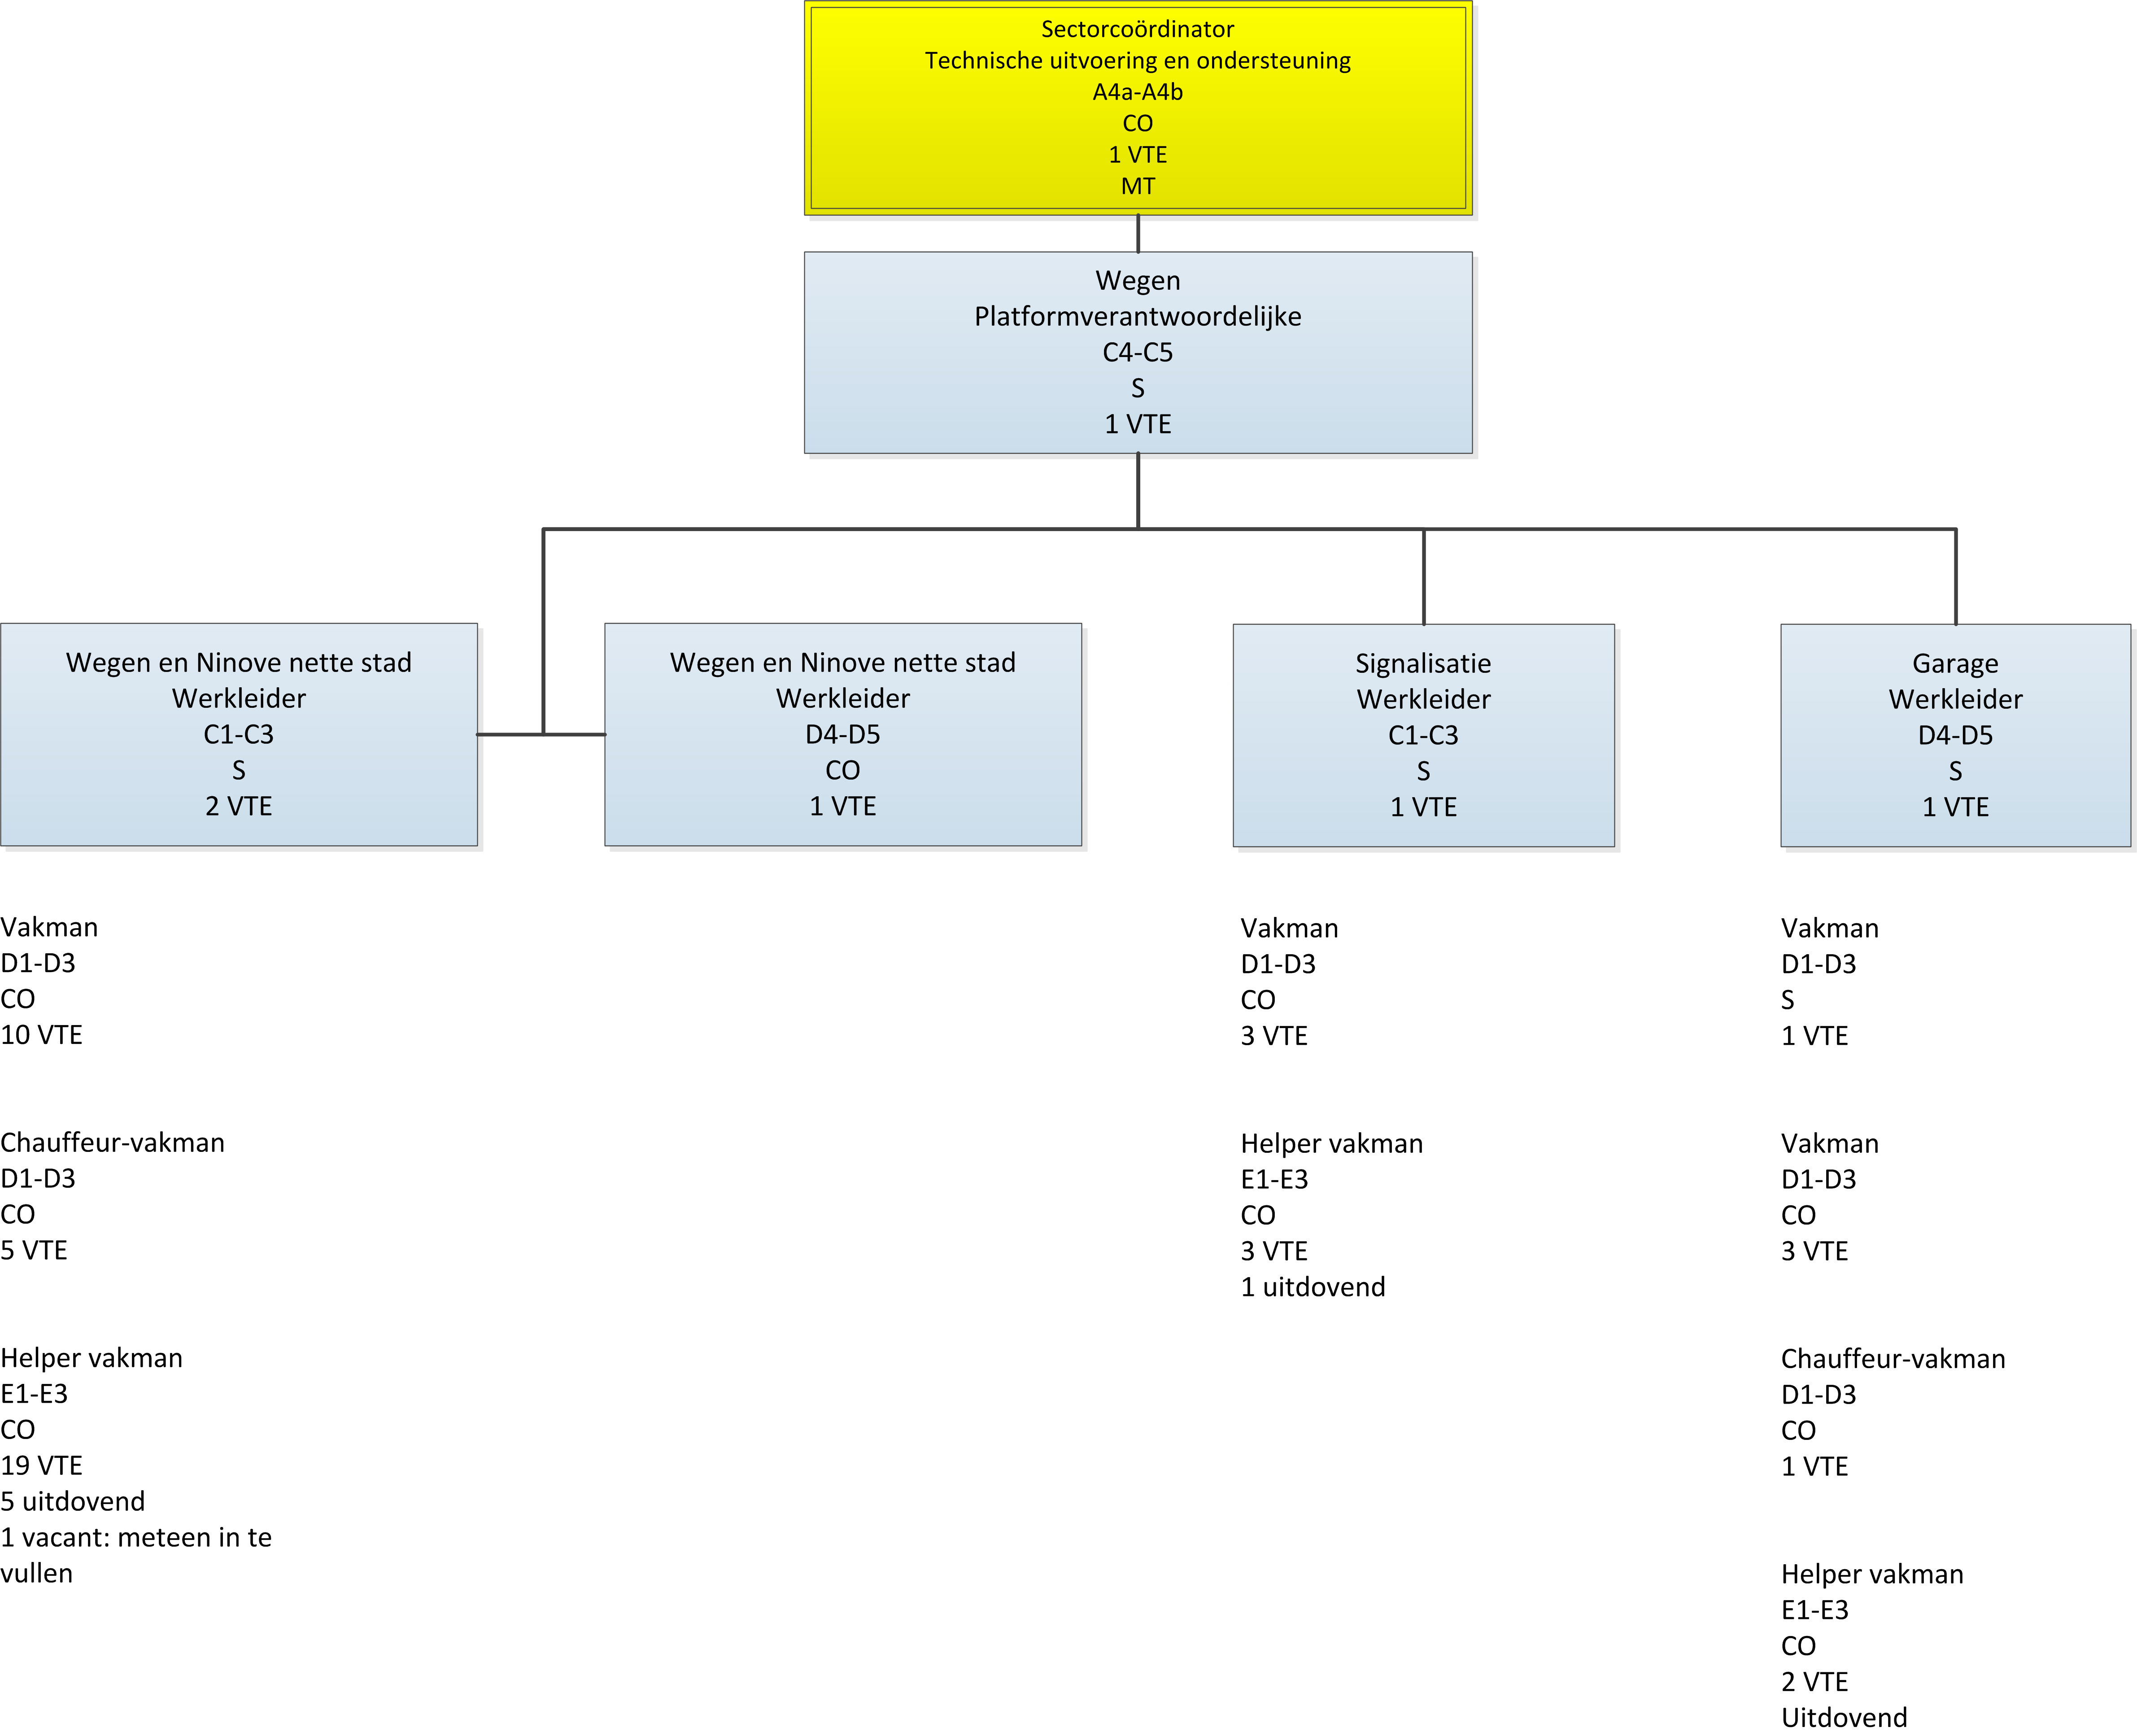 Sectorcoördinator
Technische uitvoering en ondersteuning
A4a-A4b
CO
1 VTE
MT
Wegen
Platformverantwoordelijke
C4-C5
S
1 VTE
Wegen en Ninove nette stad
Werkleider
C1-C3
S
2 VTE
Wegen en Ninove nette stad
Werkleider
D4-D5
CO
1 VTE
Signalisatie
Werkleider
C1-C3
S
1 VTE
Garage
Werkleider
D4-D5
S
1 VTE
Vakman
D1-D3
CO
10 VTE
Chauffeur-vakman
D1-D3
CO
5 VTE
Helper vakman
E1-E3
CO
19 VTE
5 uitdovend
1 vacant: meteen in te
vullen
Vakman
D1-D3
CO
3 VTE
Helper vakman
E1-E3
CO
3 VTE
1 uitdovend
Vakman
D1-D3
S
1 VTE
Vakman
D1-D3
CO
3 VTE
Chauffeur-vakman
D1-D3
CO
1 VTE
Helper vakman
E1-E3
CO
2 VTE
Uitdovend